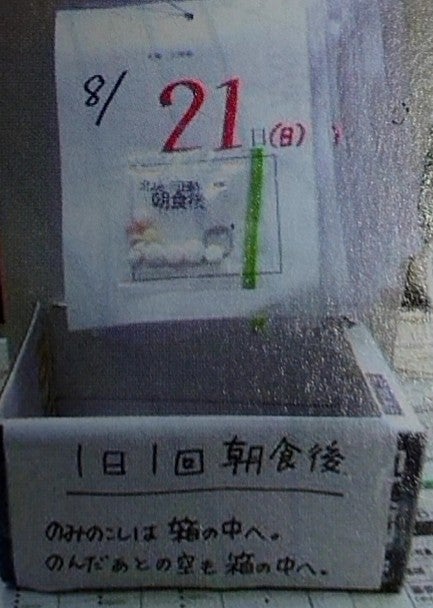 8/
21日(日)
朝食後
1日1回 朝食後
のみのこしは 箱の中へ。
のんだあとの空も 箱の中へ。